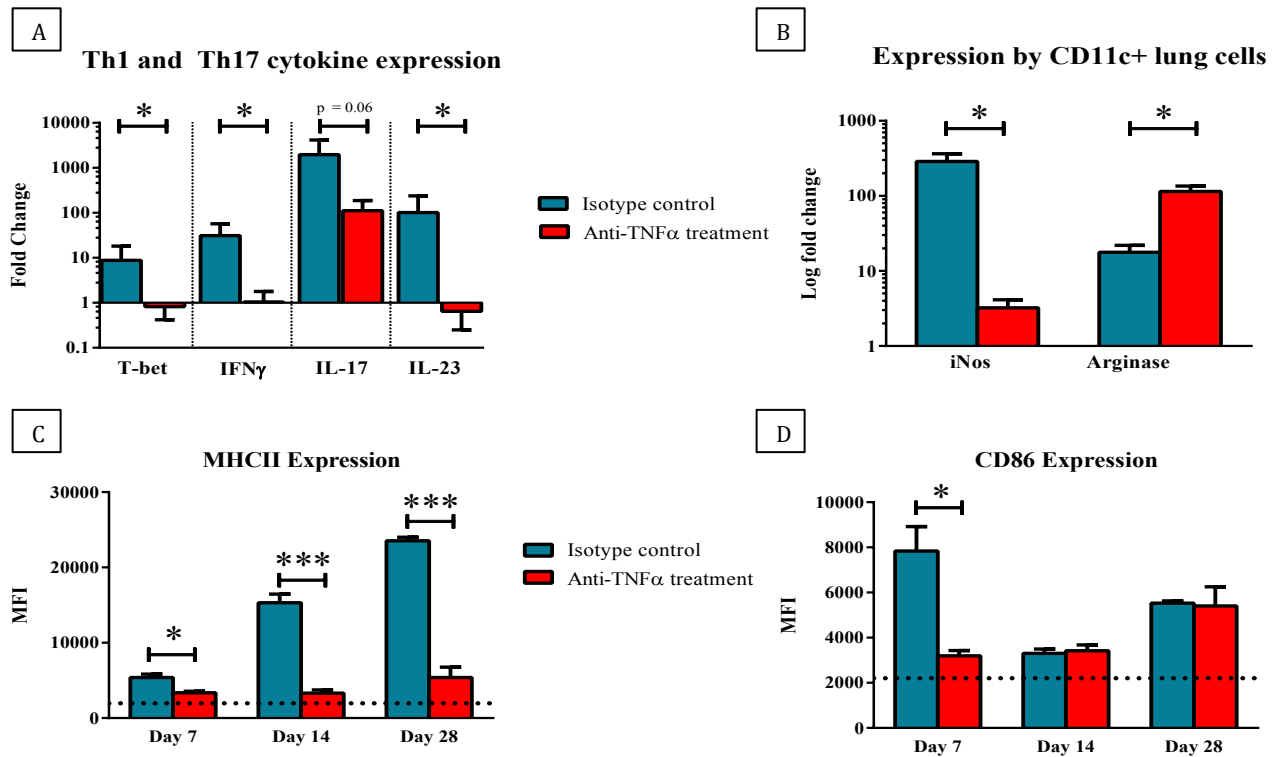 A
Th1 and Th17 cytokine expression
* * p = 0.06 *
10000
1000
100
10
1
0.1
Fold Change
T-bet IFNγ IL-17 IL-23
Isotype control
Anti-TNFα treatment
B
Expression by CD11c+ lung cells
* *
1000
100
10
1
Log fold change
iNos Arginase
C
MHCII Expression
* *** ***
30000
20000
10000
0
MFI
Day 7 Day 14 Day 28
Isotype control
Anti-TNFα treatment
D
CD86 Expression
*
10000
8000
6000
4000
2000
0
MFI
Day 7 Day 14 Day 28